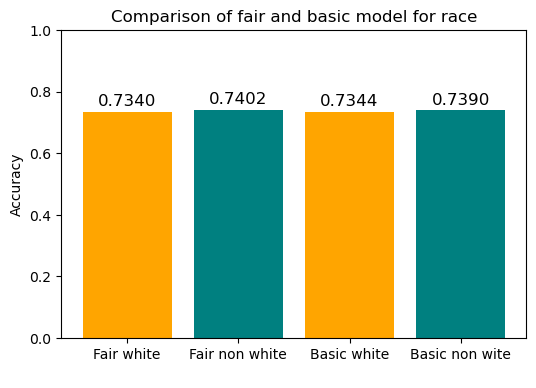 Comparison of fair and basic model for race
1.0
0.8
0.6
0.4
0.2
0.0
Accuracy
0.7340
0.7402
0.7344
0.7390
Fair white
Fair non white
Basic white
Basic non wite